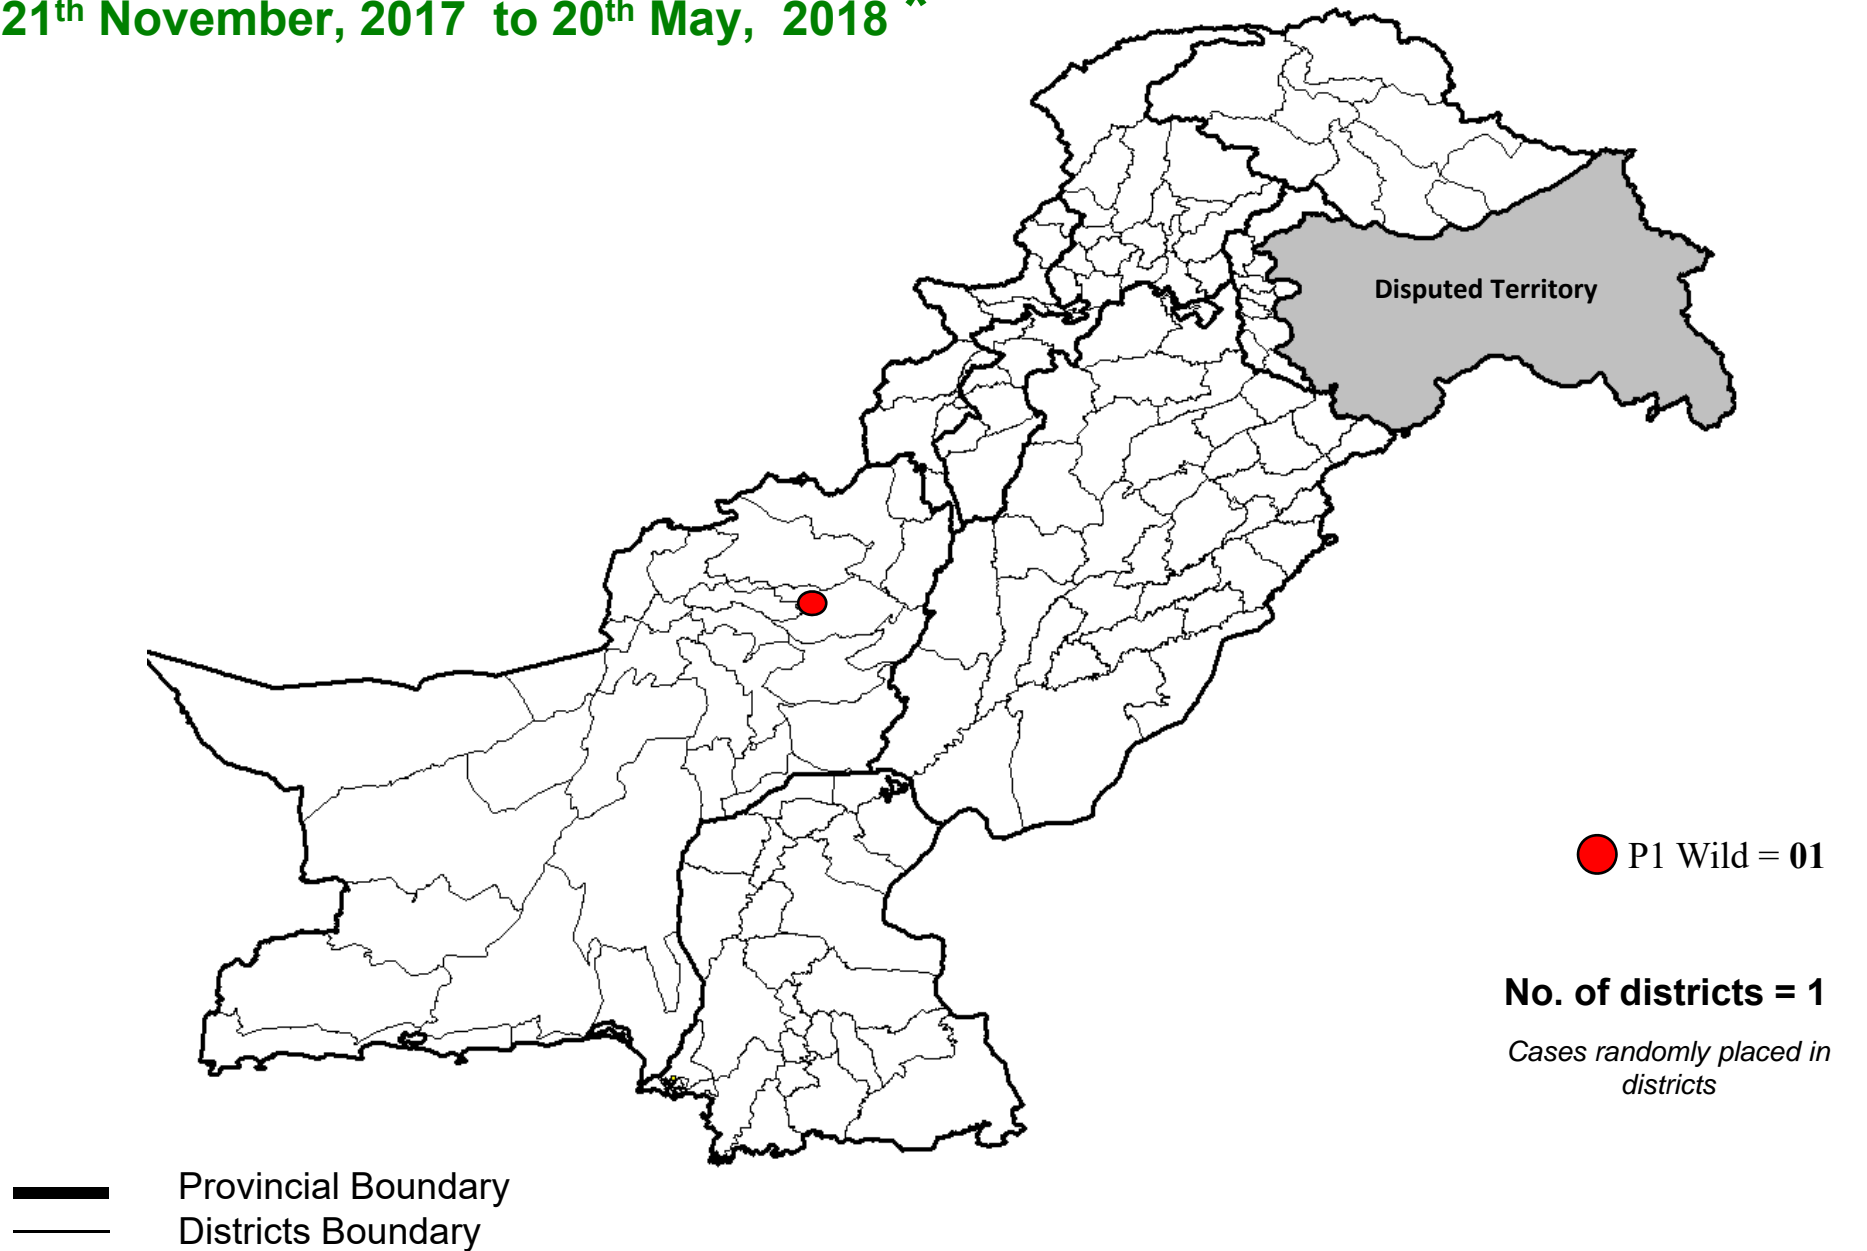 21th November, 2017 to 20th May, 2018 *
Disputed Territory
P1 Wild = 01
No. of districts = 1
Cases randomly placed in
districts
Provincial Boundary
Districts Boundary